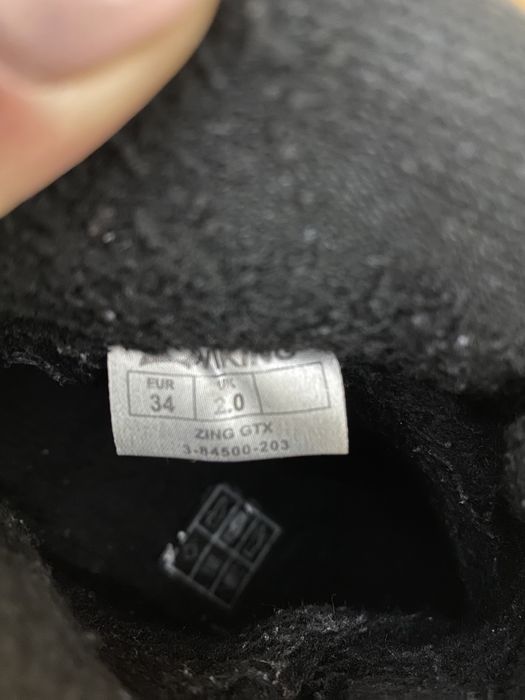 VIKING
EUR UK
34 2.0
ZING GTX
3-84500-203